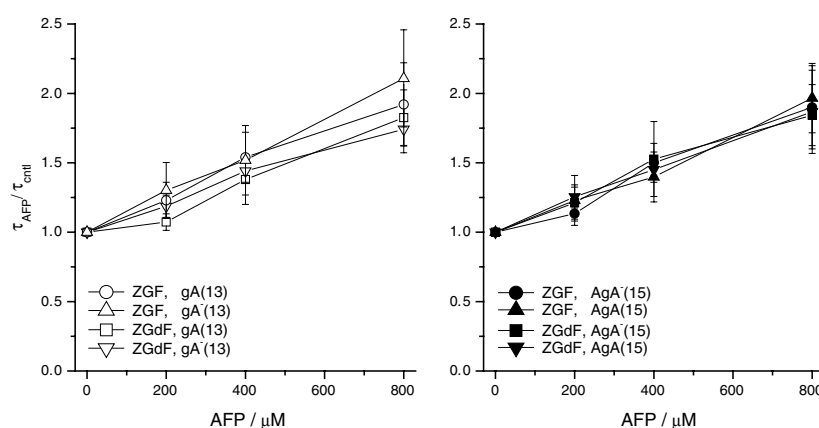 2.5
2.0
1.5
1.0
0.5
0.0
τAFP/τcntl
ZGF, gA(13)
ZGF, gA⁻(13)
ZGdF, gA(13)
ZGdF, gA⁻(13)
0 200 400 600 800
AFP / μM
2.5
2.0
1.5
1.0
0.5
0.0
ZGF, AgA⁻(15)
ZGF, AgA(15)
ZGdF, AgA⁻(15)
ZGdF, AgA(15)
0 200 400 600 800
AFP / μM